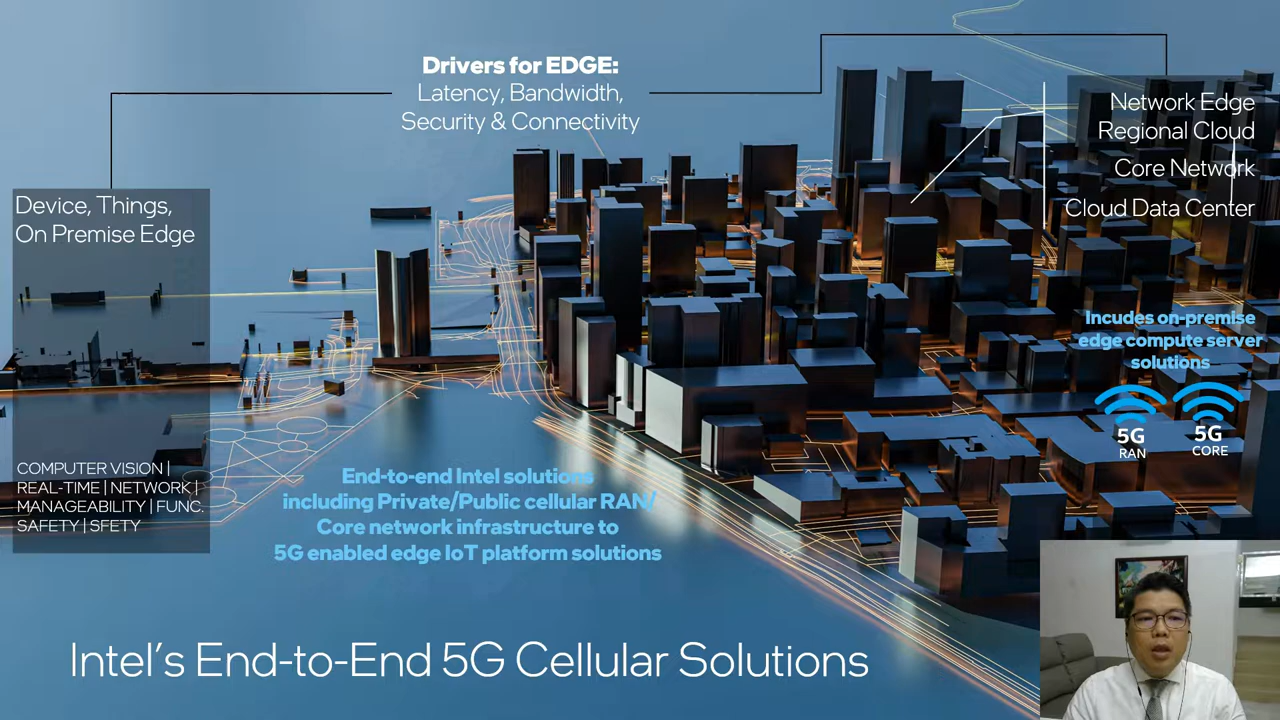 Drivers for EDGE:
Latency, Bandwidth,
Security & Connectivity
Network Edge
Regional Cloud
Core Network
Cloud Data Center
Device, Things,
On Premise Edge
Incudes on-premise
edge compute server
solutions
5G
RAN
5G
CORE
COMPUTER VISION |
REAL-TIME | NETWORK |
MANAGEABILITY | FUNC.
SAFETY | SFETY
End-to-end Intel solutions
including Private/Public cellular RAN/
Core network infrastructure to
5G enabled edge IoT platform solutions
Intel's End-to-End 5G Cellular Solutions